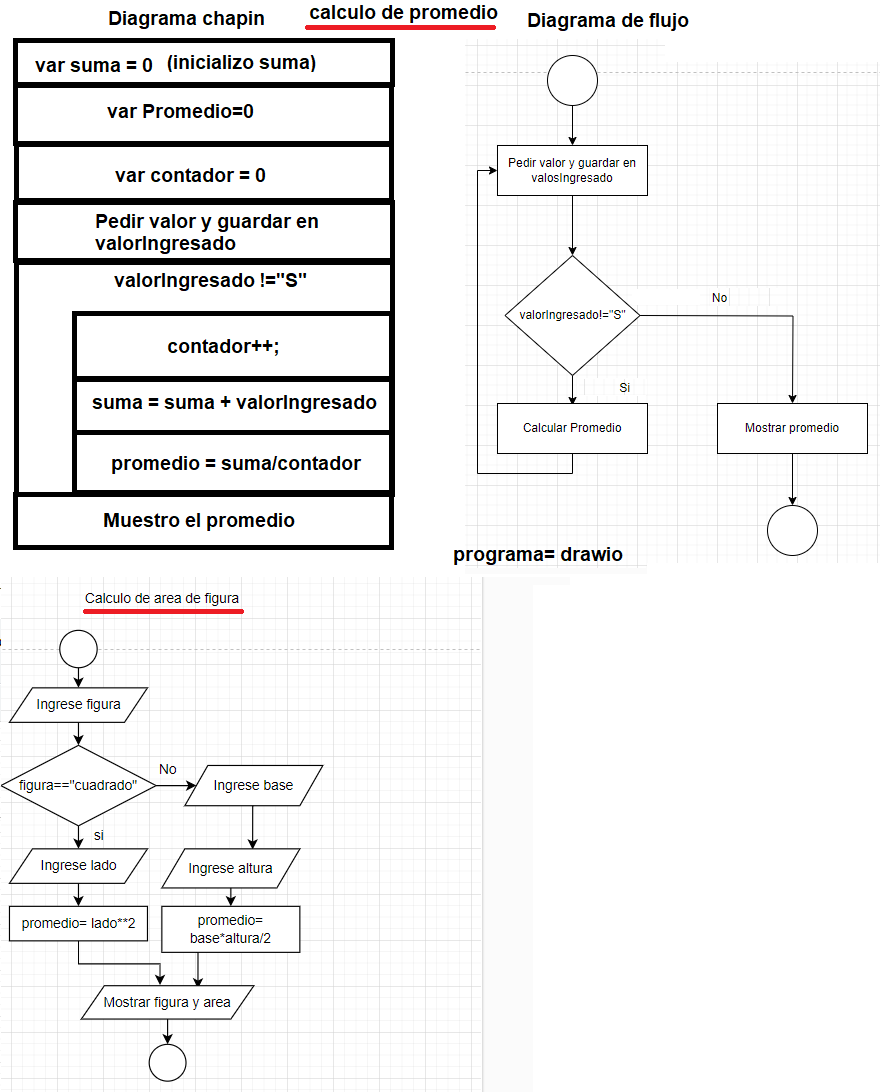 Diagrama chapin
calculo de promedio
Diagrama de flujo
var suma = 0 (inicializo suma)
var Promedio=0
var contador = 0
Pedir valor y guardar en
valorIngresado
valorIngresado !="S"
contador++;
suma = suma + valorIngresado
promedio = suma/contador
Muestro el promedio
Pedir valor y guardar en
valosIngresado
valorIngresado!="S"
No
Si
Calcular Promedio
Mostrar promedio
programa= drawio
Calculo de area de figura
Ingrese figura
figura=="cuadrado"
No
Ingrese base
si
Ingrese lado
Ingrese altura
promedio= lado**2
promedio=
base*altura/2
Mostrar figura y area